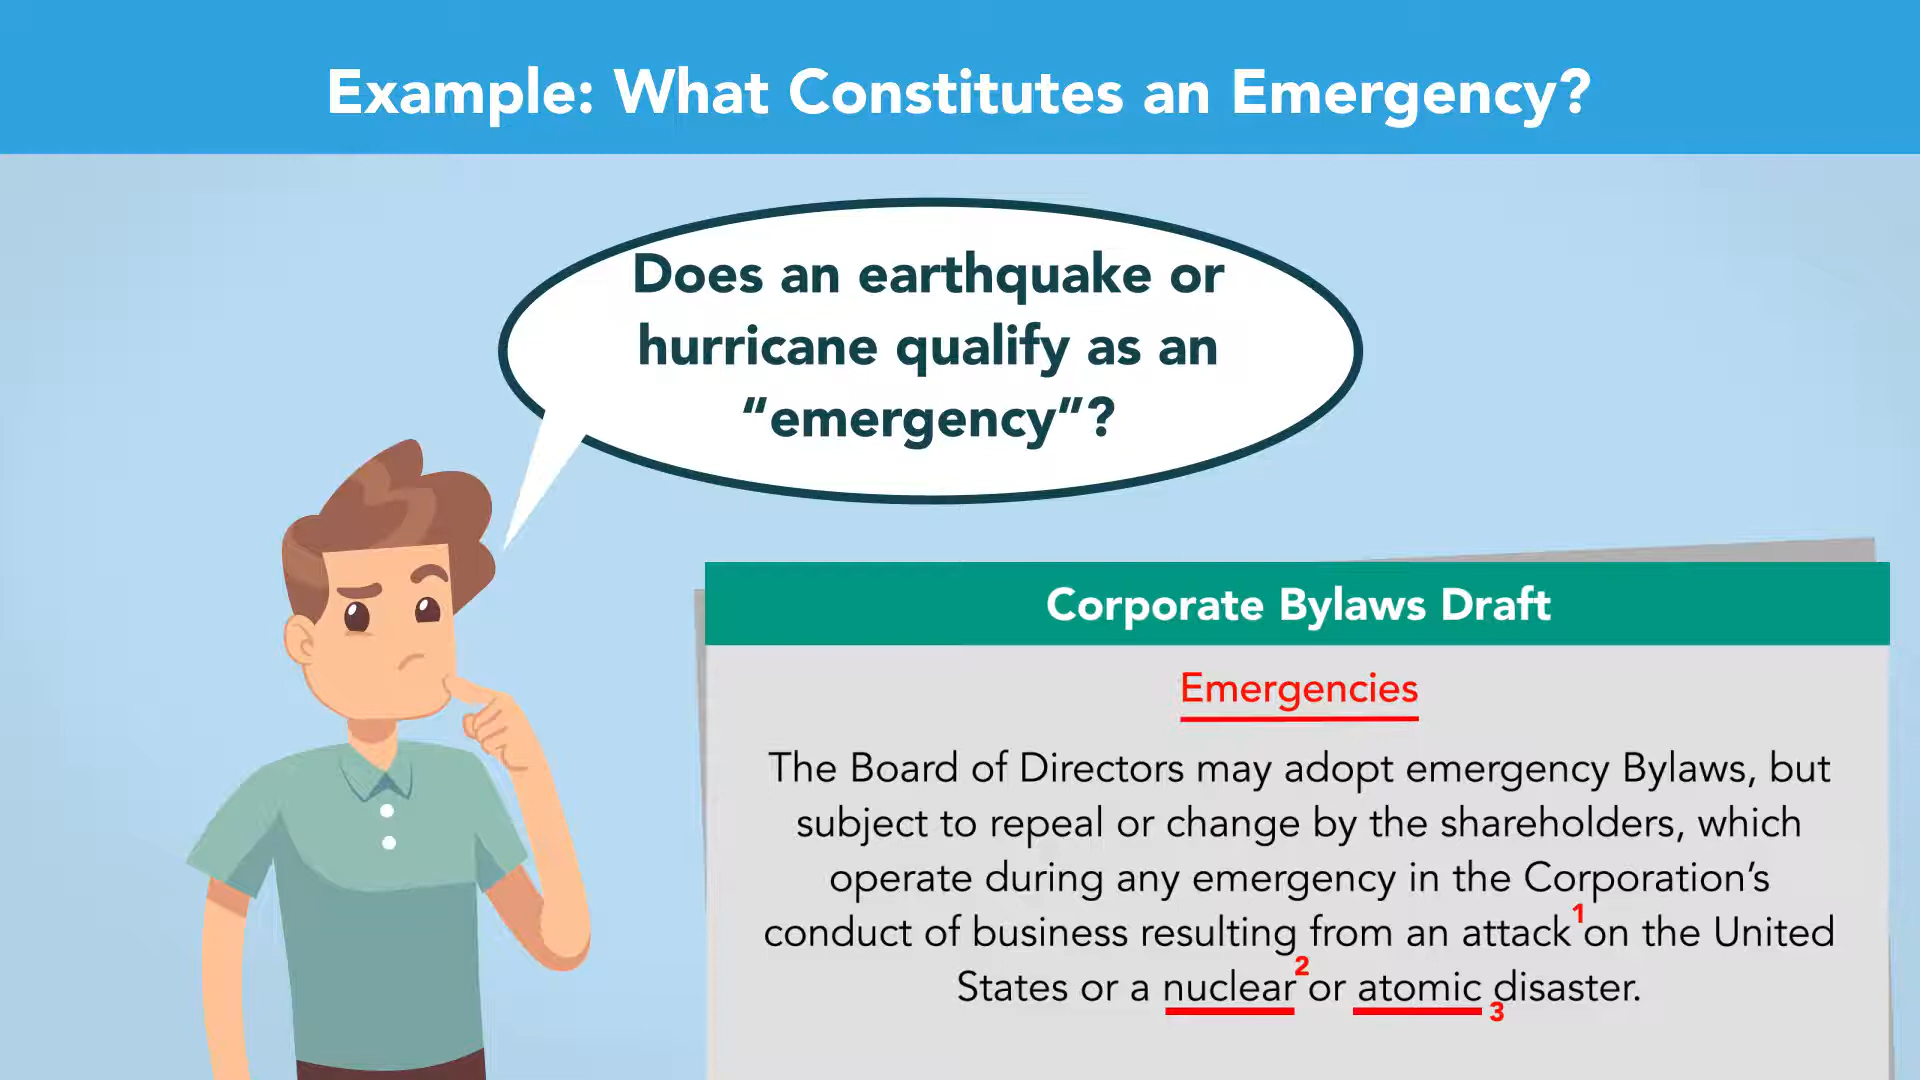 Example: What Constitutes an Emergency?
Does an earthquake or
hurricane qualify as an
“emergency”?
Corporate Bylaws Draft
Emergencies
The Board of Directors may adopt emergency Bylaws, but
subject to repeal or change by the shareholders, which
operate during any emergency in the Corporation’s
conduct of business resulting from an attack 1 on the United
States or a nuclear 2 or atomic 3 disaster.